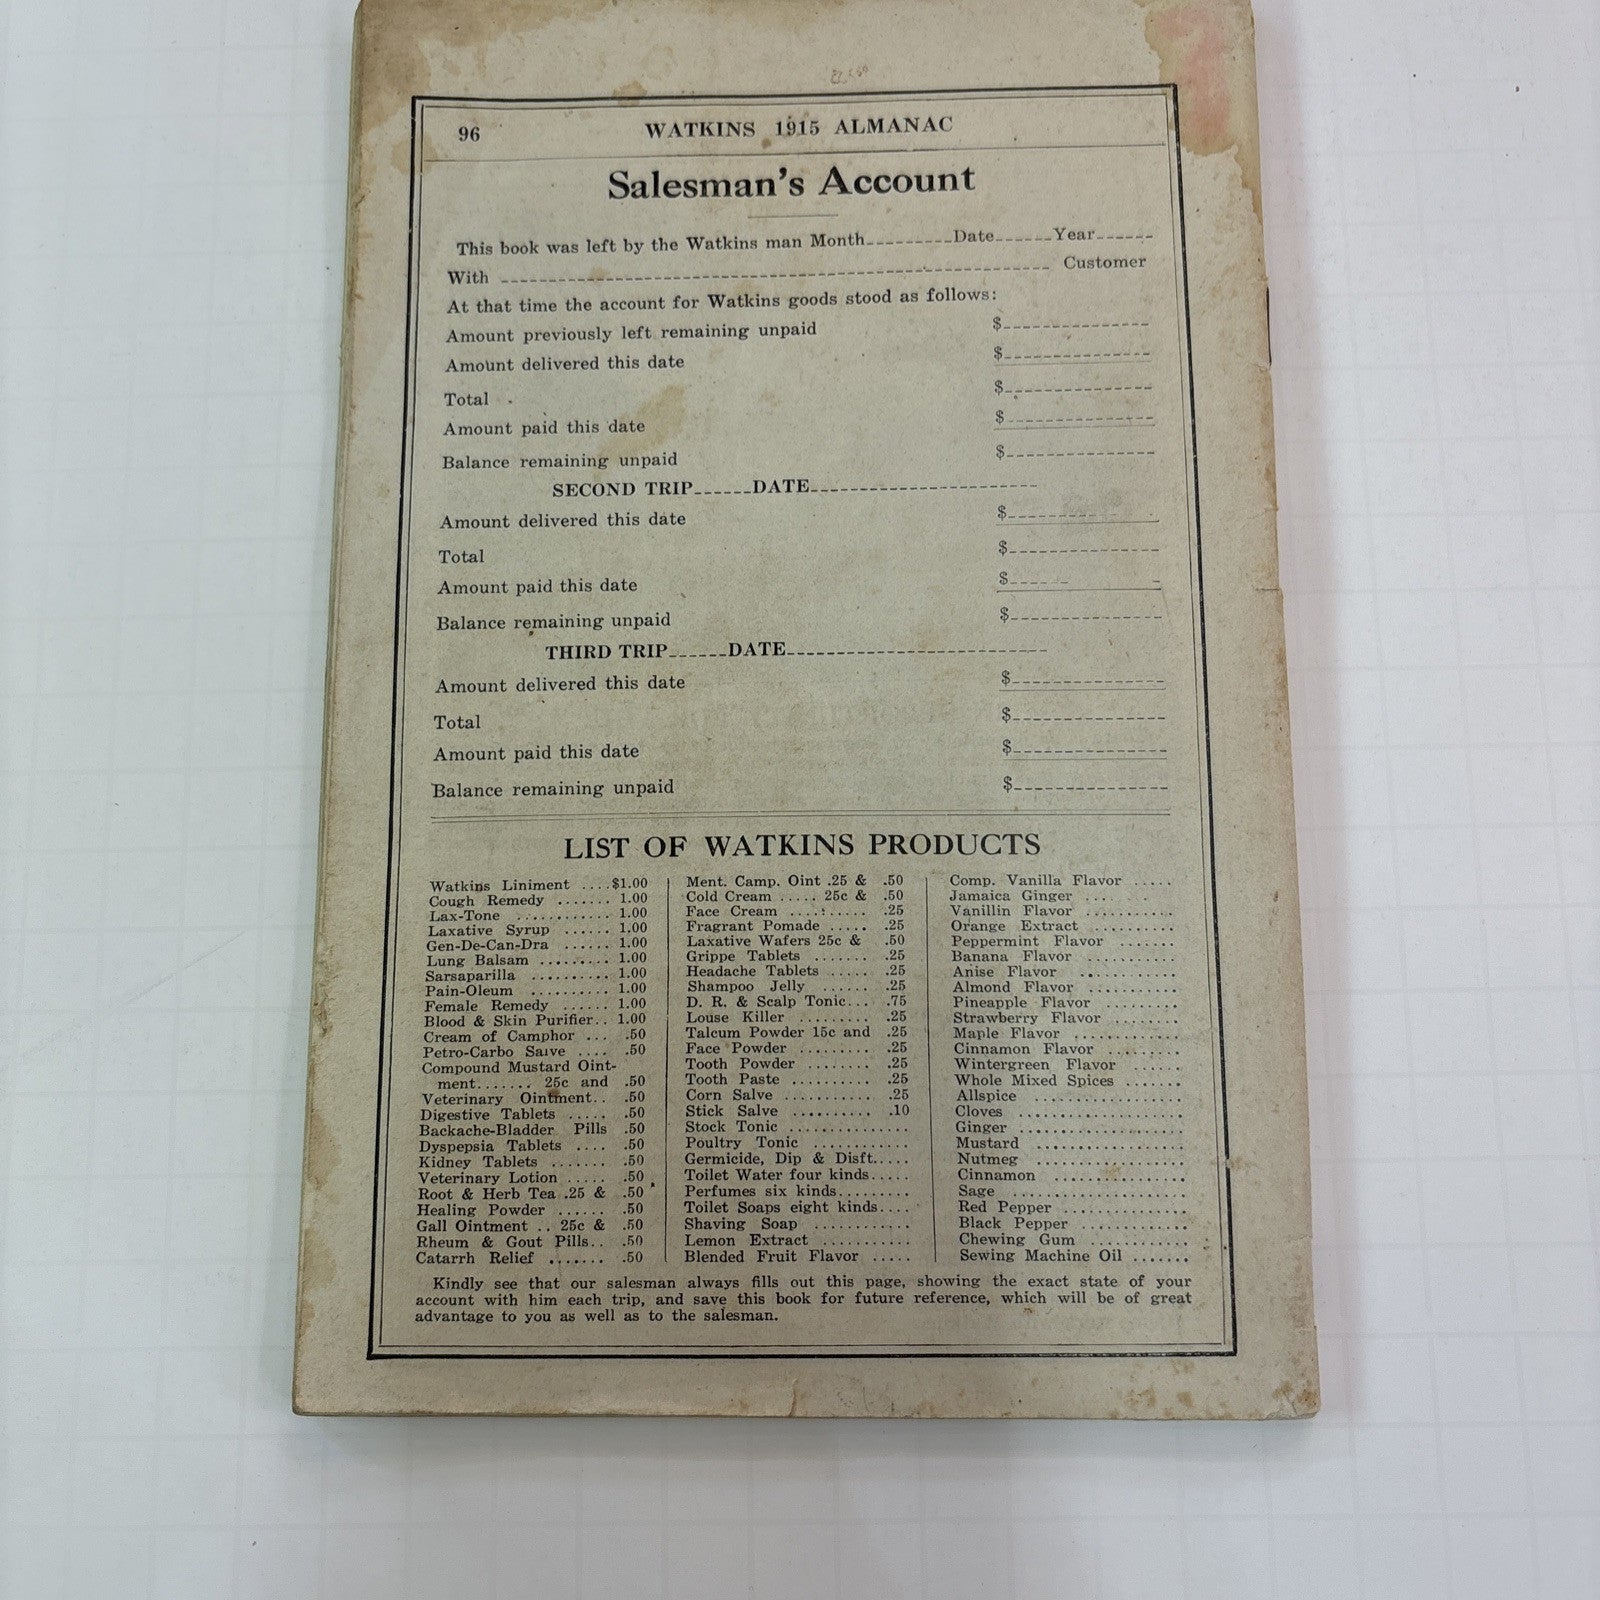 96 WATKINS 1915 ALMANAC
Salesman's Account
This book was left by the Watkins man Month_________Date______Year______
With ____________________________________________ Customer
At that time the account for Watkins goods stood as follows:
Amount previously left remaining unpaid $_______________
Amount delivered this date $_______________
Total $_______________
Amount paid this date $_______________
Balance remaining unpaid $_______________
SECOND TRIP______DATE_______________________
Amount delivered this date $_______________
Total $_______________
Amount paid this date $_______________
Balance remaining unpaid $_______________
THIRD TRIP______DATE__________________________
Amount delivered this date $_______________
Total $_______________
Amount paid this date $_______________
Balance remaining unpaid $_______________
LIST OF WATKINS PRODUCTS
Watkins Liniment ....$1.00
Cough Remedy ....... 1.00
Lax-Tone ............ 1.00
Laxative Syrup ...... 1.00
Gen-De-Can-Dra ...... 1.00
Lung Balsam ......... 1.00
Sarsaparilla .......... 1.00
Pain-Oleum .......... 1.00
Female Remedy ...... 1.00
Blood & Skin Purifier.. 1.00
Cream of Camphor ... .50
Petro-Carbo Salve .... .50
Compound Mustard Oint-
ment....... 25c and .50
Veterinary Ointment.. .50
Digestive Tablets ..... .50
Backache-Bladder Pills .50
Dyspepsia Tablets .... .50
Kidney Tablets ....... .50
Veterinary Lotion ..... .50
Root & Herb Tea .25 & .50
Healing Powder ...... .50
Gall Ointment .. 25c & .50
Rheum & Gout Pills.. .50
Catarrh Relief ....... .50
Ment. Camp. Oint .25 & .50
Cold Cream ..... 25c & .50
Face Cream ......... .25
Fragrant Pomade ..... .25
Laxative Wafers 25c & .50
Grippe Tablets ....... .25
Headache Tablets ..... .25
Shampoo Jelly ...... .25
D. R. & Scalp Tonic... .75
Louse Killer ......... .25
Talcum Powder 15c and .25
Face Powder ......... .25
Tooth Powder ........ .25
Tooth Paste .......... .25
Corn Salve ........... .25
Stick Salve .......... .10
Stock Tonic ...............
Poultry Tonic ............
Germicide, Dip & Disft.....
Toilet Water four kinds.....
Perfumes six kinds.........
Toilet Soaps eight kinds....
Shaving Soap ............
Lemon Extract ...........
Blended Fruit Flavor .....
Comp. Vanilla Flavor .....
Jamaica Ginger ....
Vanillin Flavor ...........
Orange Extract ..........
Peppermint Flavor .......
Banana Flavor ...........
Anise Flavor ............
Almond Flavor ...........
Pineapple Flavor .........
Strawberry Flavor ........
Maple Flavor .............
Cinnamon Flavor .........
Wintergreen Flavor ......
Whole Mixed Spices .......
Allspice .................
Cloves ....................
Ginger ....................
Mustard ..................
Nutmeg ..................
Cinnamon ................
Sage .....................
Red Pepper ..............
Black Pepper ............
Chewing Gum ...........
Sewing Machine Oil .......
Kindly see that our salesman always fills out this page, showing the exact state of your
account with him each trip, and save this book for future reference, which will be of great
advantage to you as well as to the salesman.